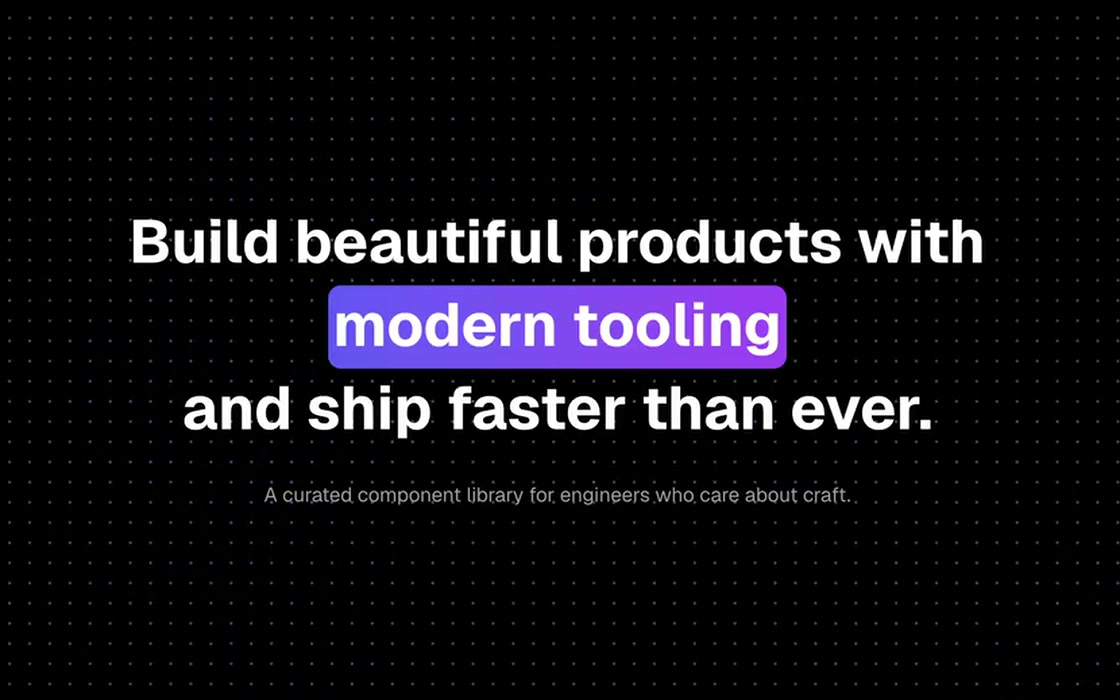 Build beautiful products with
modern tooling
and ship faster than ever.
A curated component library for engineers who care about craft.